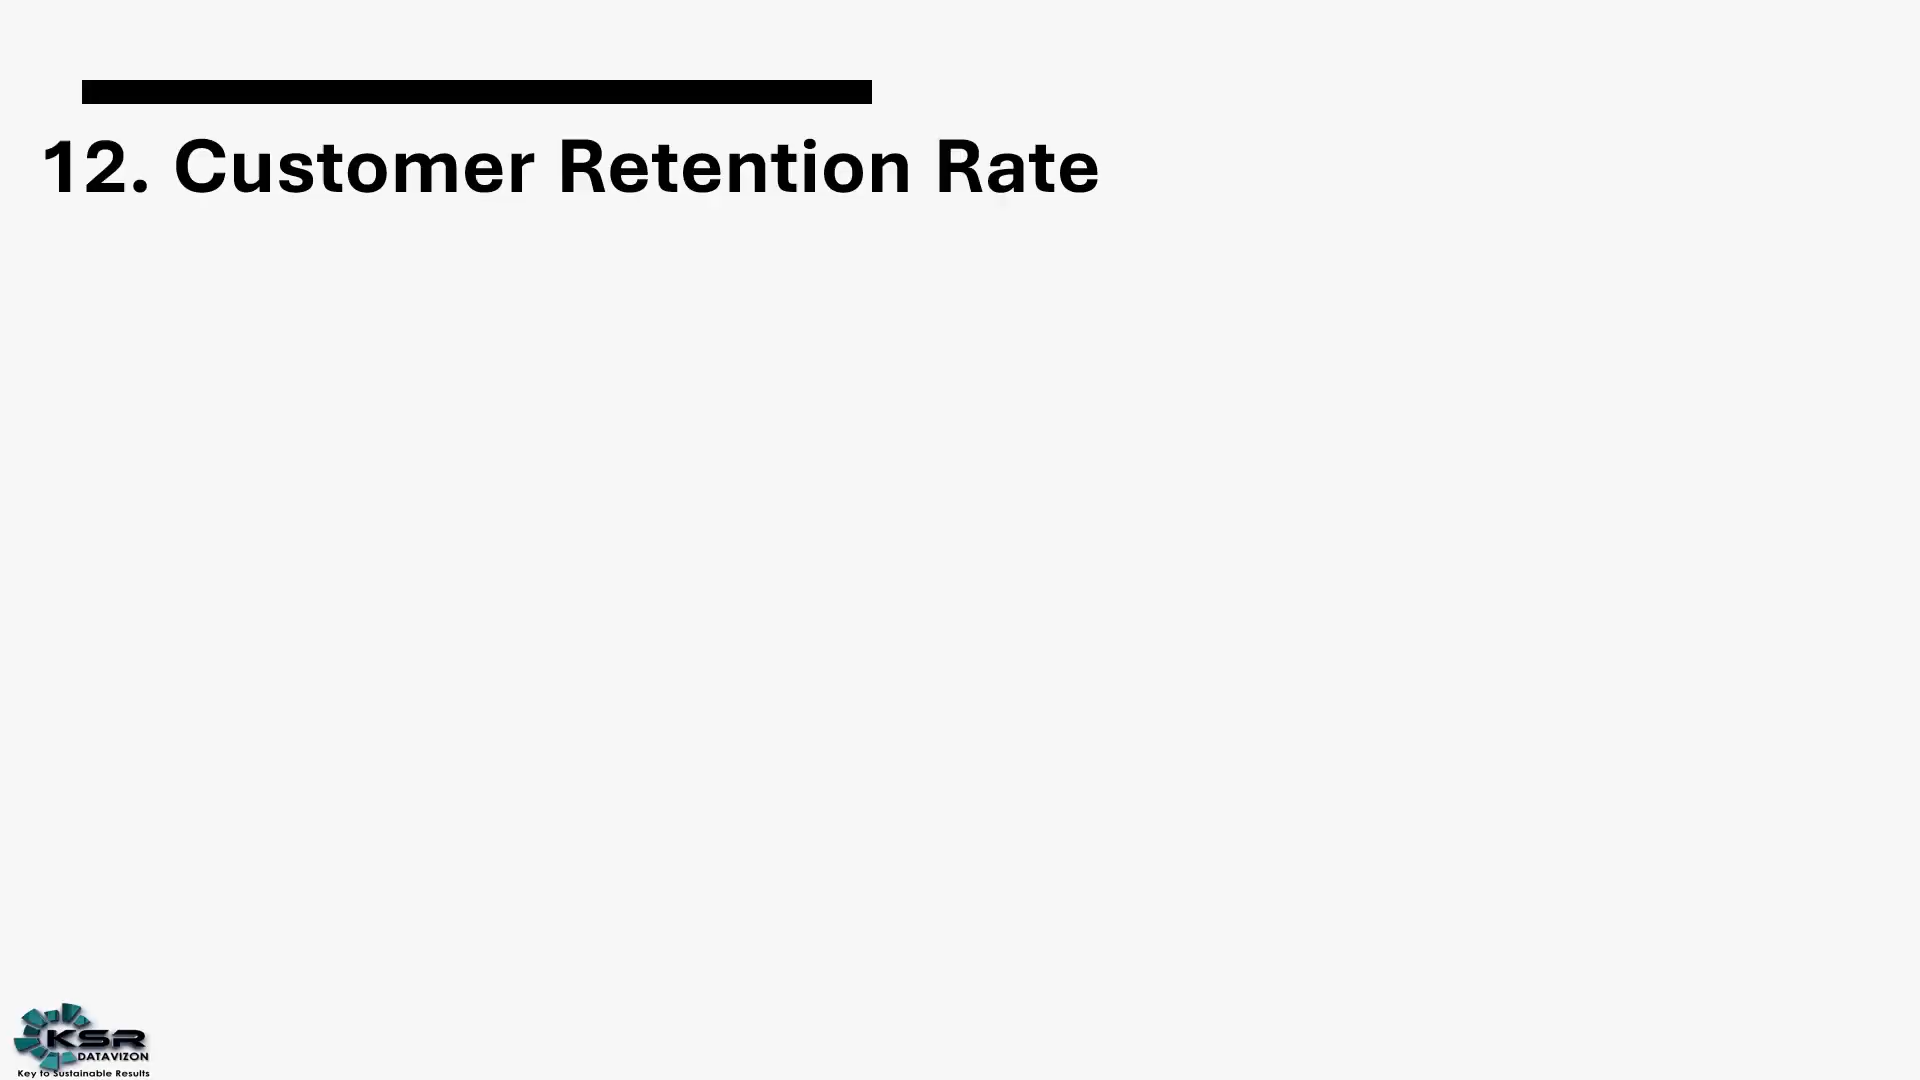 12. Customer Retention Rate
KSR
DATAVIZON
Key to Sustainable Results